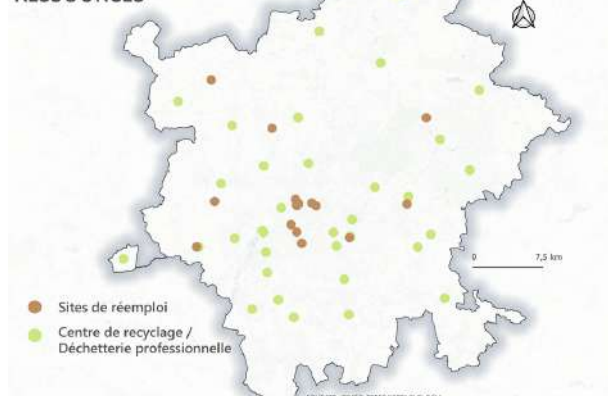 0 7,5 km
Sites de réemploi
Centre de recyclage /
Déchetterie professionnelle